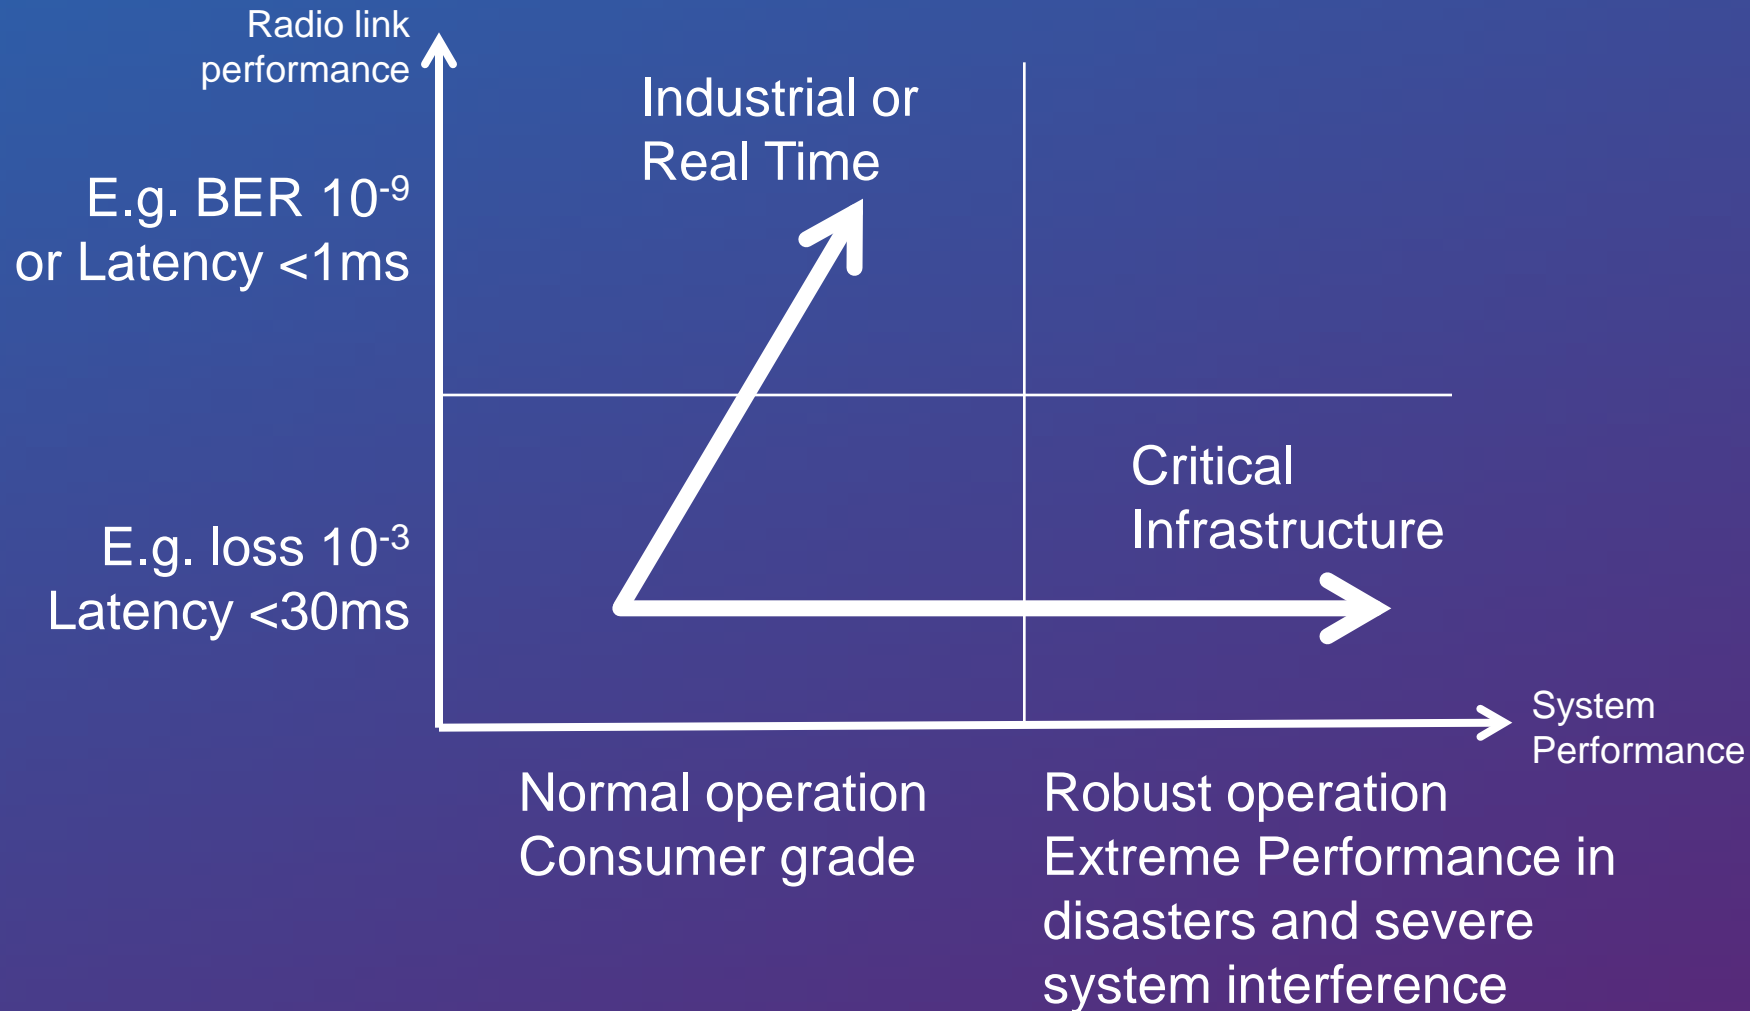 Radio link
performance
Industrial or
Real Time
E.g. BER 10⁻⁹
or Latency <1ms
Critical
Infrastructure
E.g. loss 10⁻³
Latency <30ms
System
Performance
Normal operation
Consumer grade
Robust operation
Extreme Performance in
disasters and severe
system interference